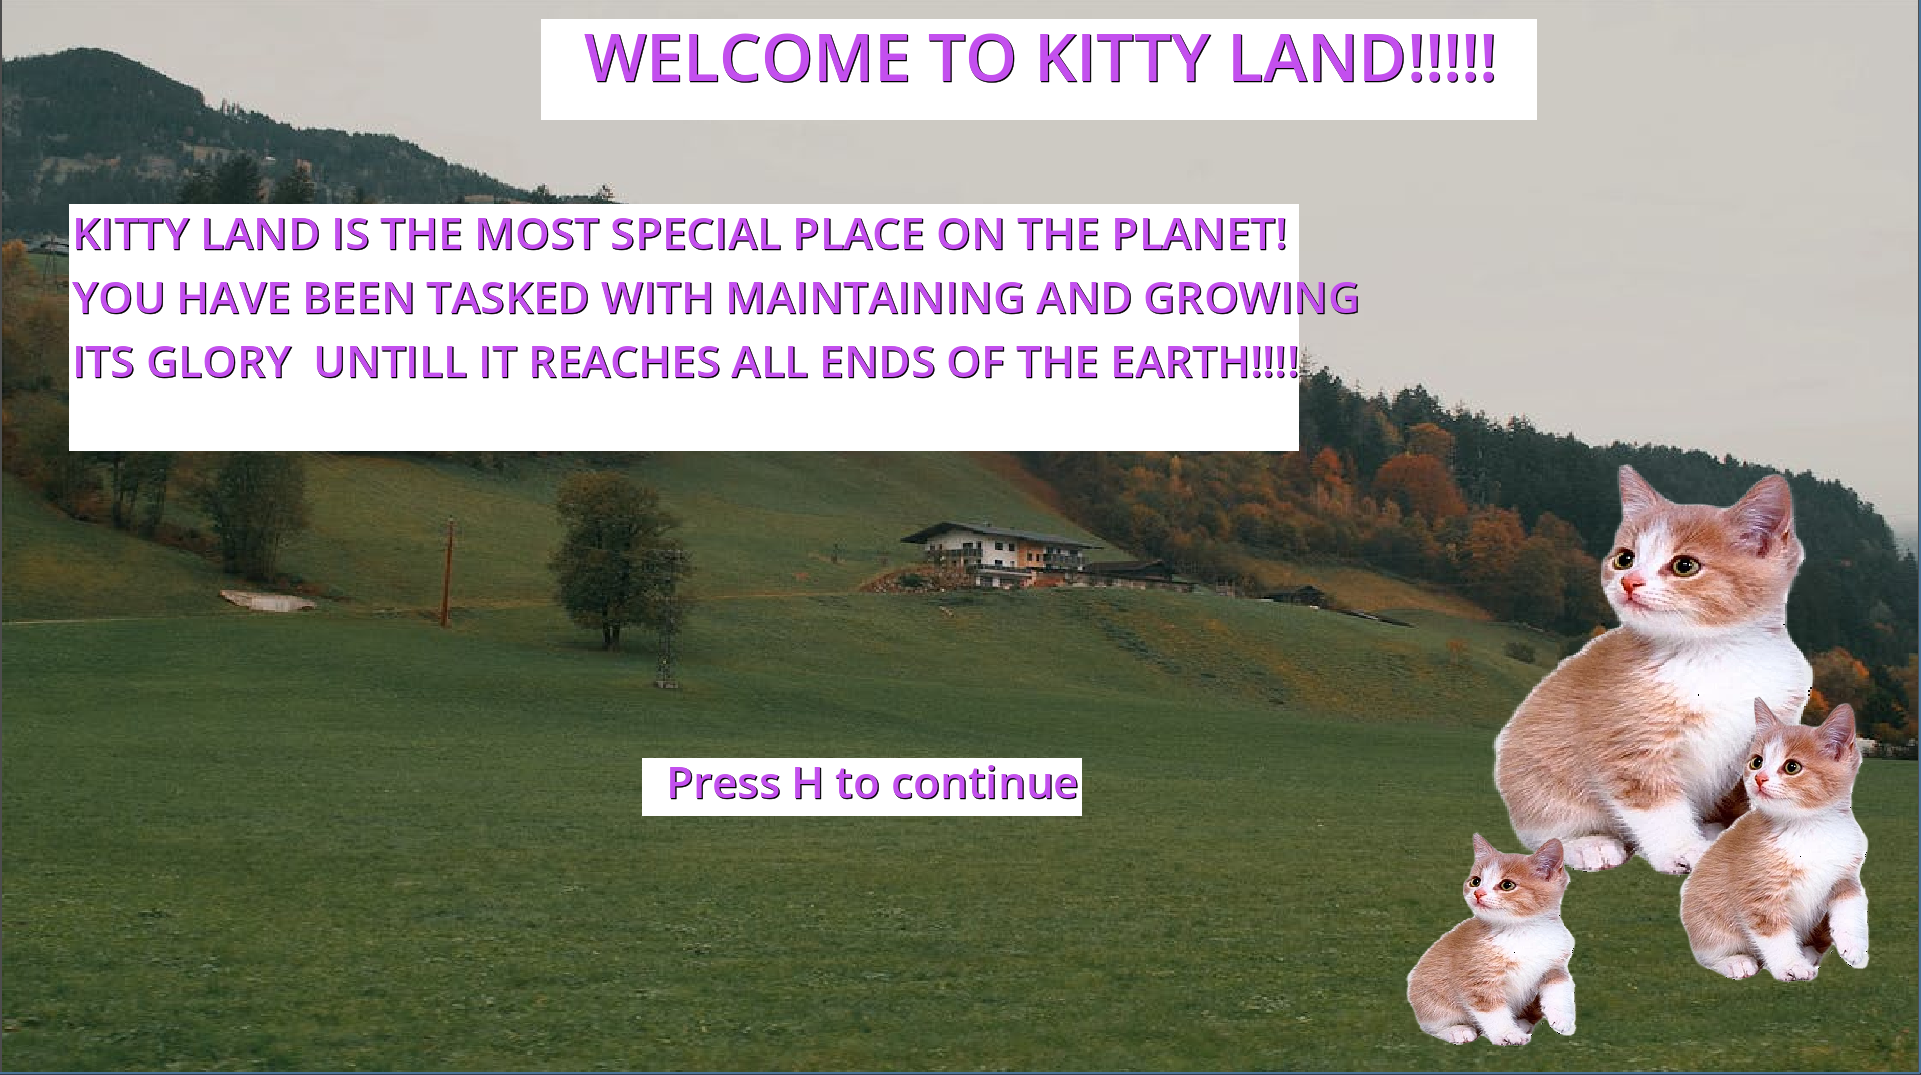 WELCOME TO KITTY LAND!!!!!
KITTY LAND IS THE MOST SPECIAL PLACE ON THE PLANET!
YOU HAVE BEEN TASKED WITH MAINTAINING AND GROWING
ITS GLORY  UNTILL IT REACHES ALL ENDS OF THE EARTH!!!!
Press H to continue